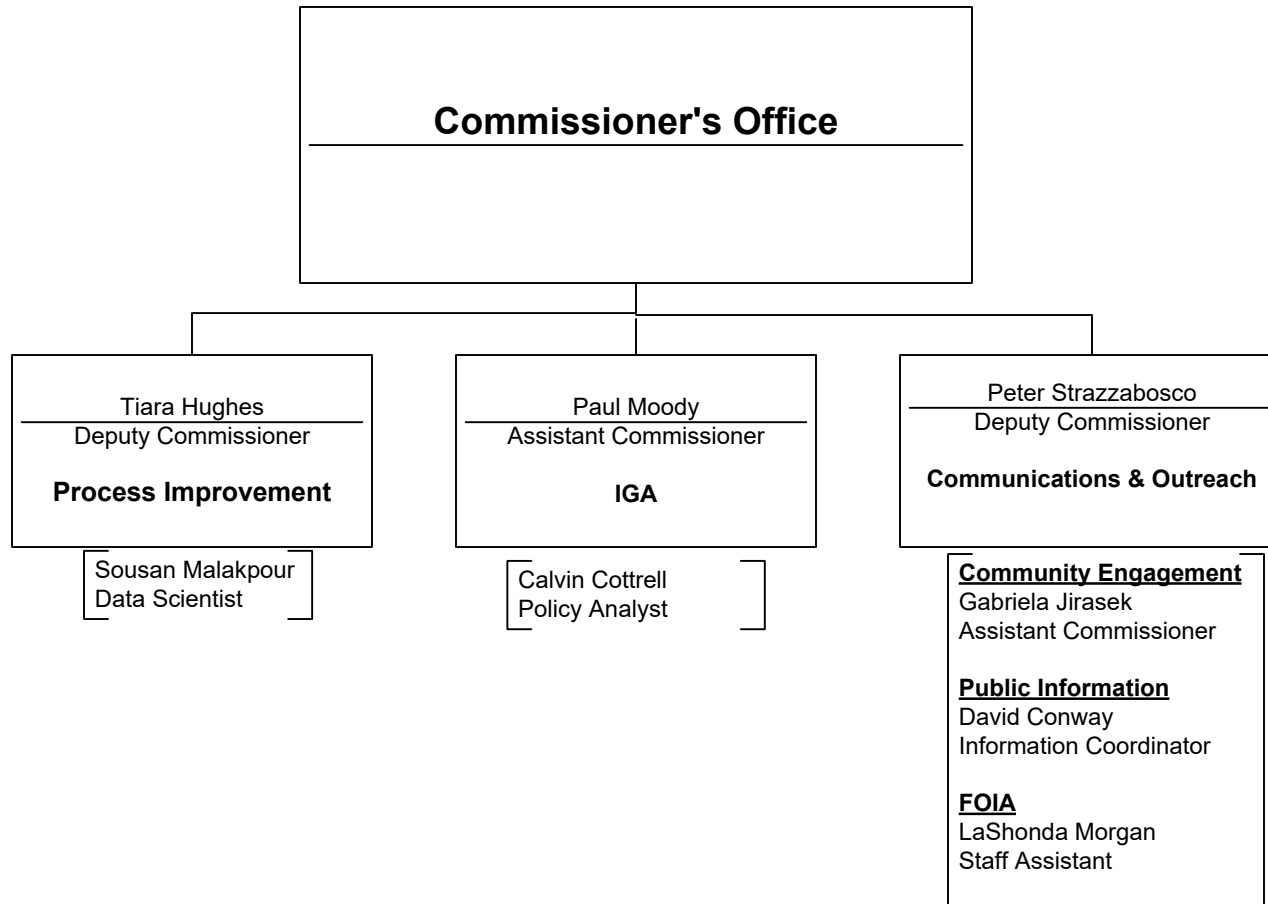 Commissioner's Office
Tiara Hughes
Deputy Commissioner
Process Improvement
Sousan Malakpour
Data Scientist
Paul Moody
Assistant Commissioner
IGA
Calvin Cottrell
Policy Analyst
Peter Strazzabosco
Deputy Commissioner
Communications & Outreach
Community Engagement
Gabriela Jirasek
Assistant Commissioner
Public Information
David Conway
Information Coordinator
FOIA
LaShonda Morgan
Staff Assistant